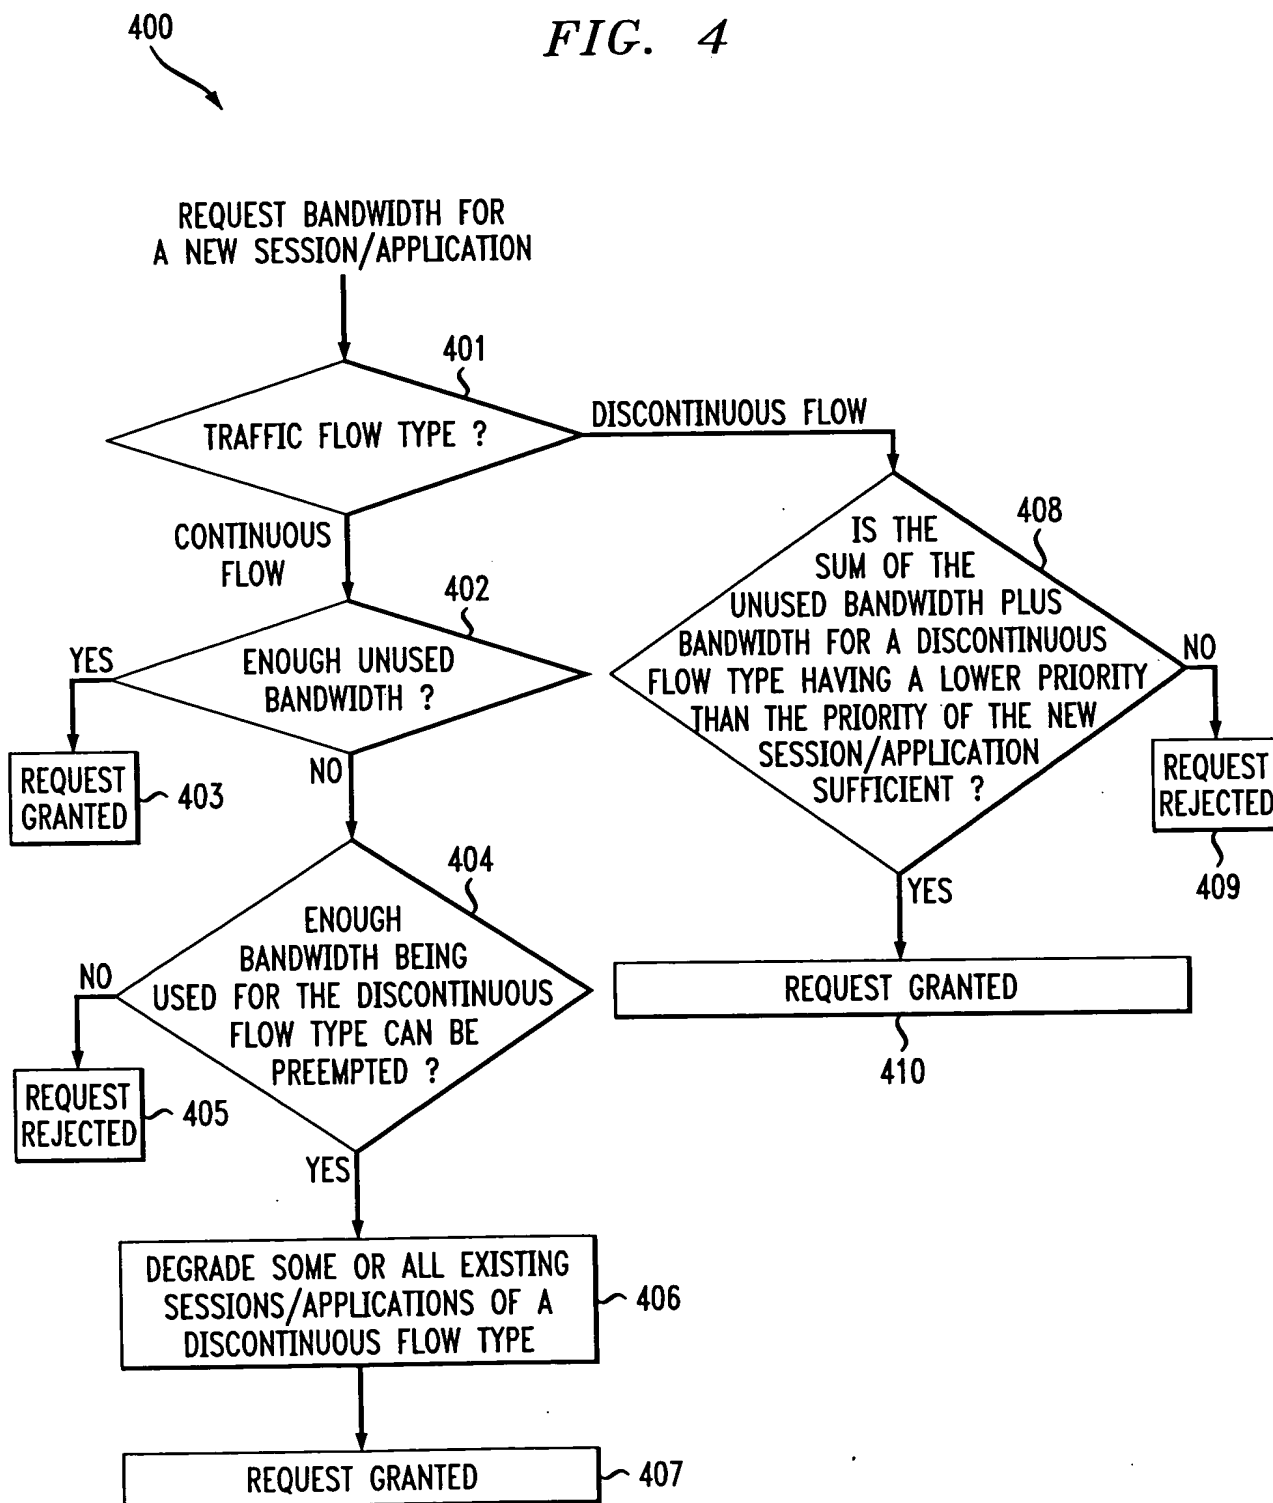 400
FIG. 4
REQUEST BANDWIDTH FOR
A NEW SESSION/APPLICATION
401
TRAFFIC FLOW TYPE ?
DISCONTINUOUS FLOW
CONTINUOUS
FLOW
402
ENOUGH UNUSED
BANDWIDTH ?
YES
REQUEST
GRANTED
403
NO
404
ENOUGH
BANDWIDTH BEING
USED FOR THE DISCONTINUOUS
FLOW TYPE CAN BE
PREEMPTED ?
NO
REQUEST
REJECTED
405
YES
DEGRADE SOME OR ALL EXISTING
SESSIONS/APPLICATIONS OF A
DISCONTINUOUS FLOW TYPE
406
REQUEST GRANTED
407
408
IS THE
SUM OF THE
UNUSED BANDWIDTH PLUS
BANDWIDTH FOR A DISCONTINUOUS
FLOW TYPE HAVING A LOWER PRIORITY
THAN THE PRIORITY OF THE NEW
SESSION/APPLICATION
SUFFICIENT ?
NO
REQUEST
REJECTED
409
YES
REQUEST GRANTED
410